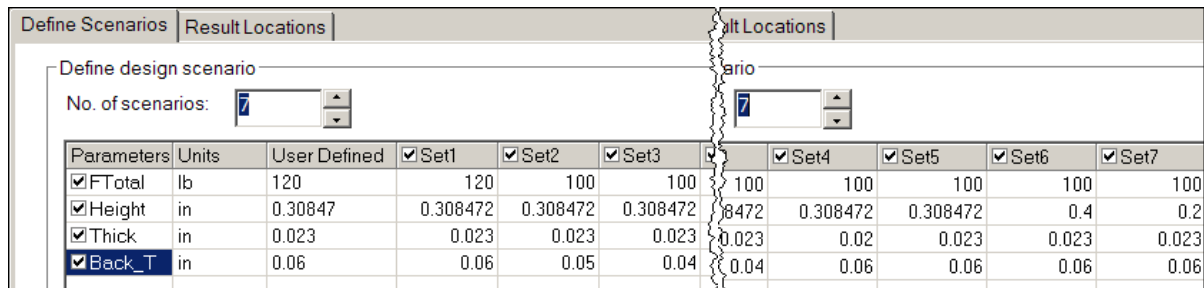 Define Scenarios Result Locations ult Locations
Define design scenario ario
No. of scenarios: 7 7
Parameters Units User Defined Set1 Set2 Set3 Set4 Set5 Set6 Set7
FTotal lb 120 120 100 100 100 100 100 100 100
Height in 0.30847 0.308472 0.308472 0.308472 8472 0.308472 0.308472 0.4 0.2
Thick in 0.023 0.023 0.023 0.023 0.023 0.02 0.023 0.023 0.023
Back_T in 0.06 0.06 0.05 0.04 0.04 0.06 0.06 0.06 0.06